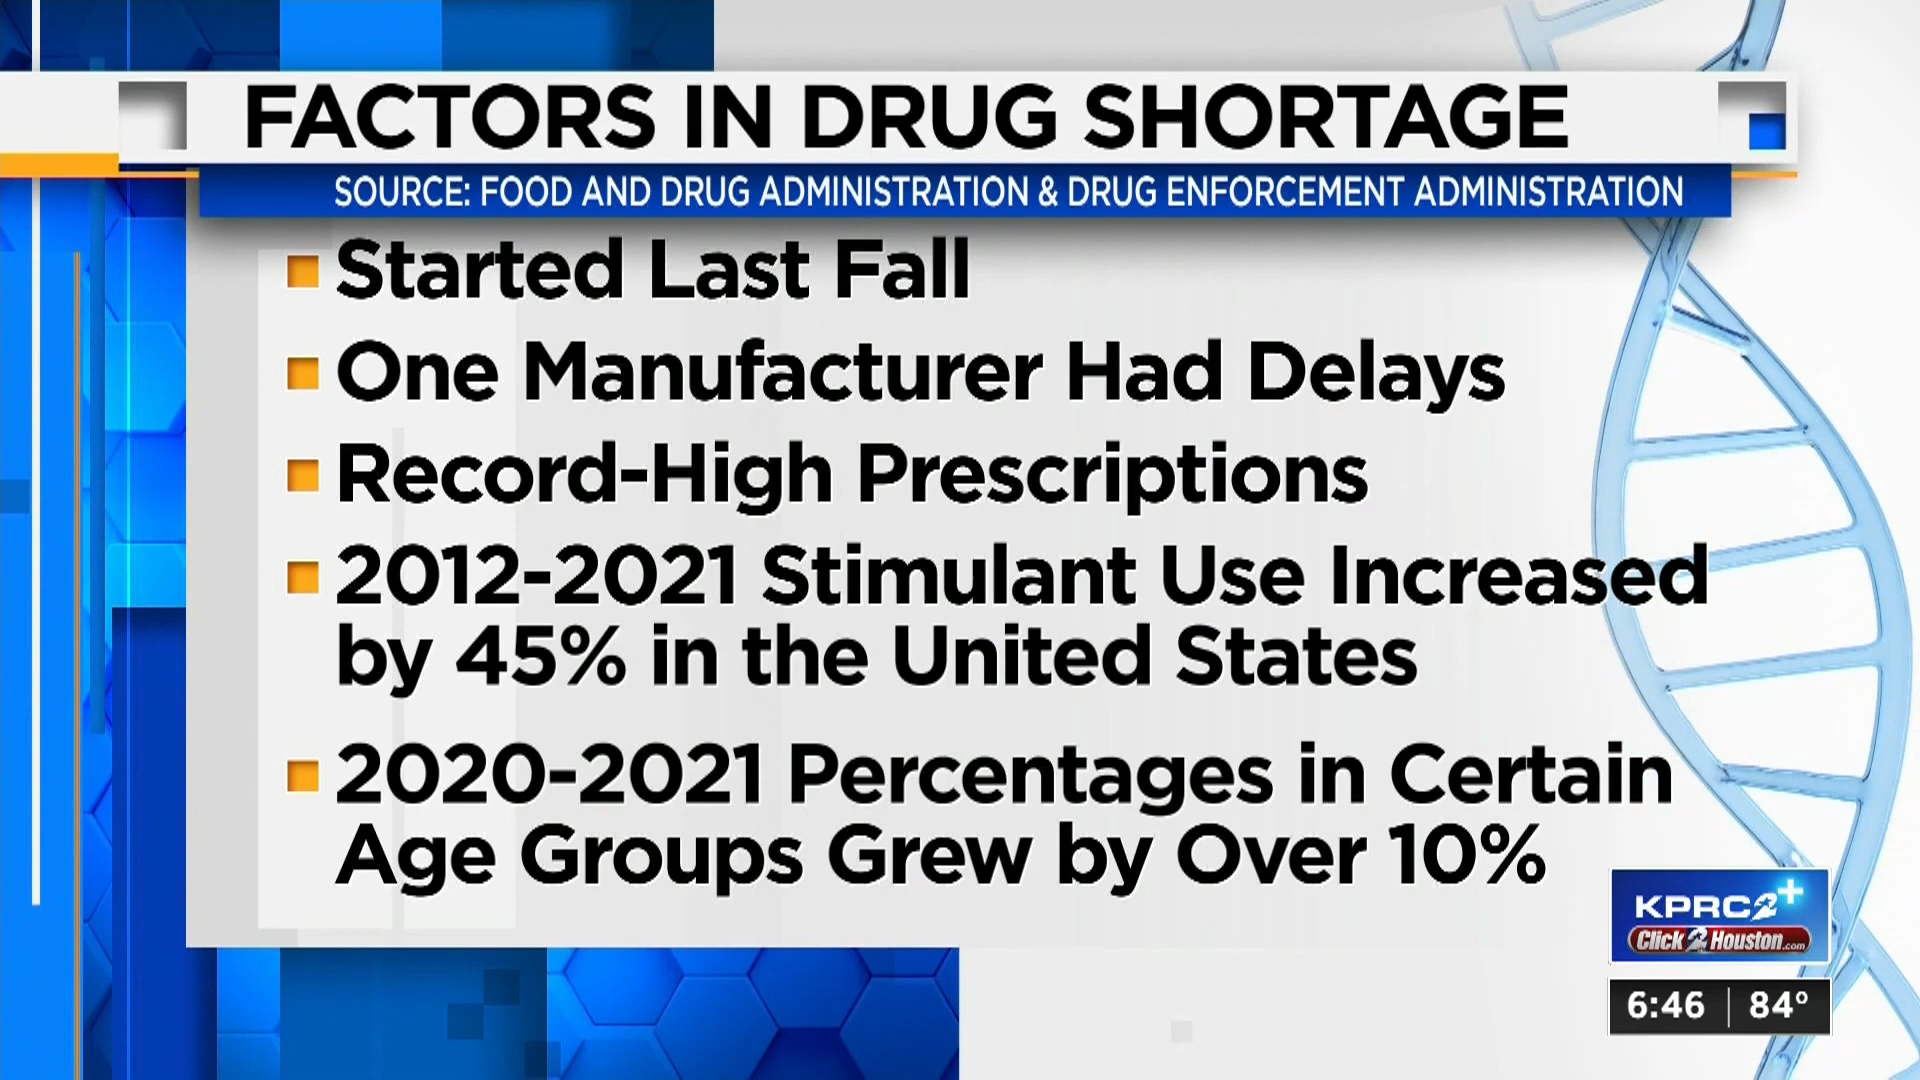 FACTORS IN DRUG SHORTAGE
SOURCE: FOOD AND DRUG ADMINISTRATION & DRUG ENFORCEMENT ADMINISTRATION
Started Last Fall
One Manufacturer Had Delays
Record-High Prescriptions
2012-2021 Stimulant Use Increased
by 45% in the United States
2020-2021 Percentages in Certain
Age Groups Grew by Over 10%
KPRC2+
Click2Houston.com
6:46 | 84°